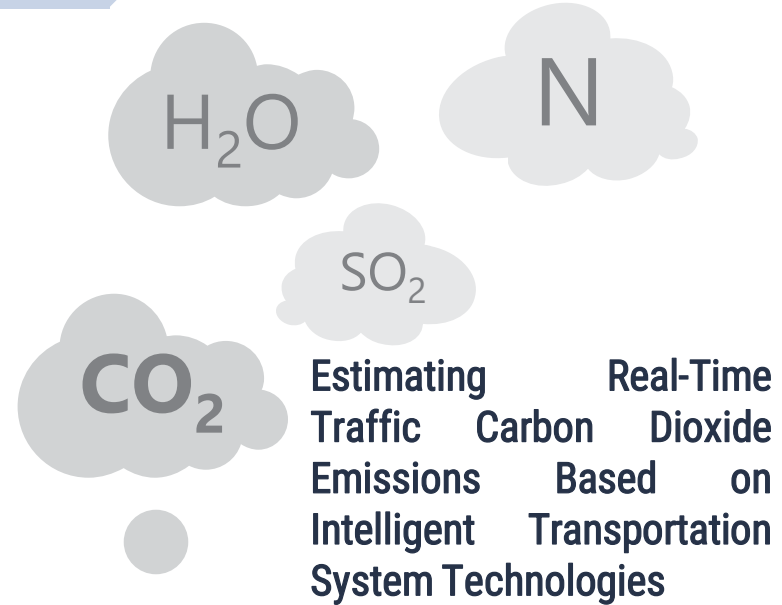 H₂O
N
SO₂
CO₂
Estimating Real-Time
Traffic Carbon Dioxide
Emissions Based on
Intelligent Transportation
System Technologies